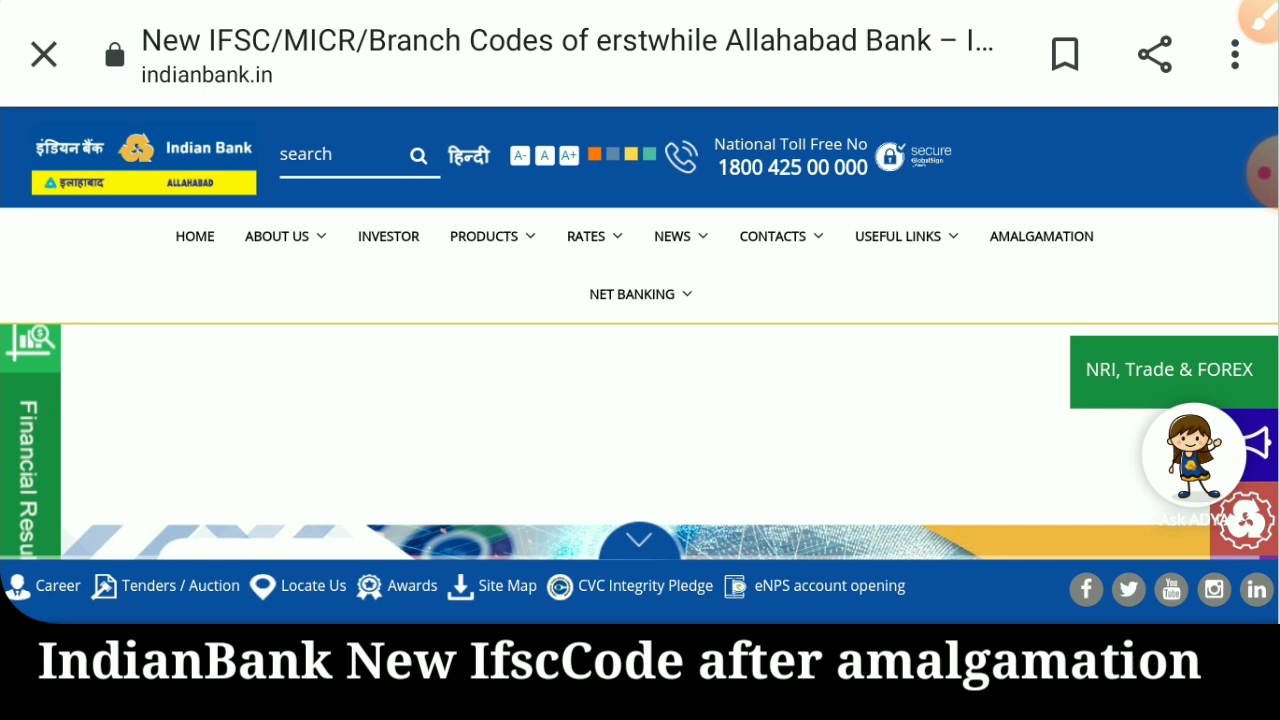 New IFSC/MICR/Branch Codes of erstwhile Allahabad Bank – I...
indianbank.in
इंडियन बैंक Indian Bank
इलाहाबाद ALLAHABAD
search
हिन्दी
A- A A+
National Toll Free No
1800 425 00 000
secure
GlobalSign
HOME ABOUT US INVESTOR PRODUCTS RATES NEWS CONTACTS USEFUL LINKS AMALGAMATION
NET BANKING
Financial Resu
NRI, Trade & FOREX
Ask ADYA
Career Tenders / Auction Locate Us Awards Site Map CVC Integrity Pledge eNPS account opening
IndianBank New IfscCode after amalgamation